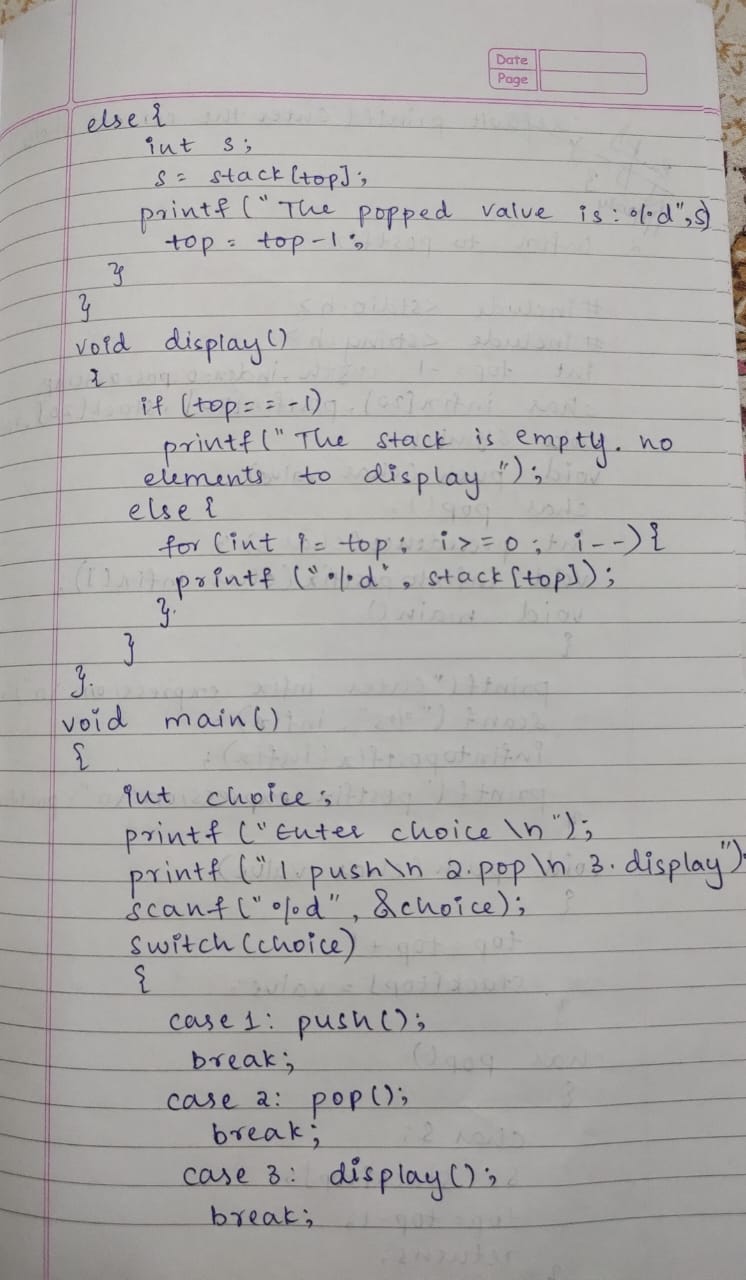 Date
Page
else {
int s;
s = stack[top];
printf("The popped value is: %d",s)
top = top-1;
}
}
void display()
{
if (top == -1)
printf("The stack is empty. no
elements to display");
else {
for (int i = top; i >= 0; i--) {
printf("%d", stack[top]);
}
}
}
void main()
{
int choice;
printf("Enter choice\n");
printf("1. push\n 2. pop\n 3. display")
scanf("%d", &choice);
switch(choice)
{
case 1: push();
break;
case 2: pop();
break;
case 3: display();
break;